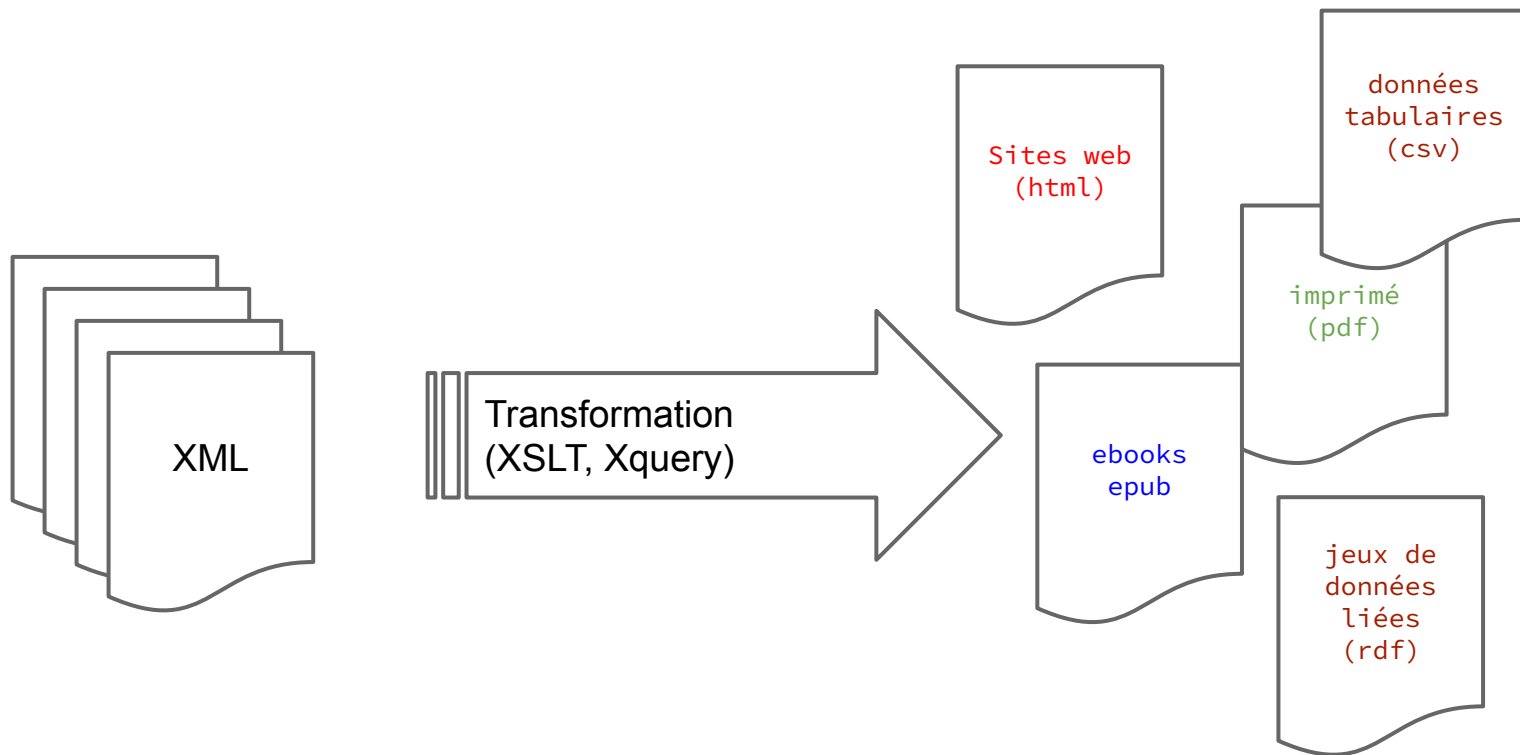 XML
Transformation
(XSLT, Xquery)
Sites web
(html)
données
tabulaires
(csv)
imprimé
(pdf)
ebooks
epub
jeux de
données
liées
(rdf)